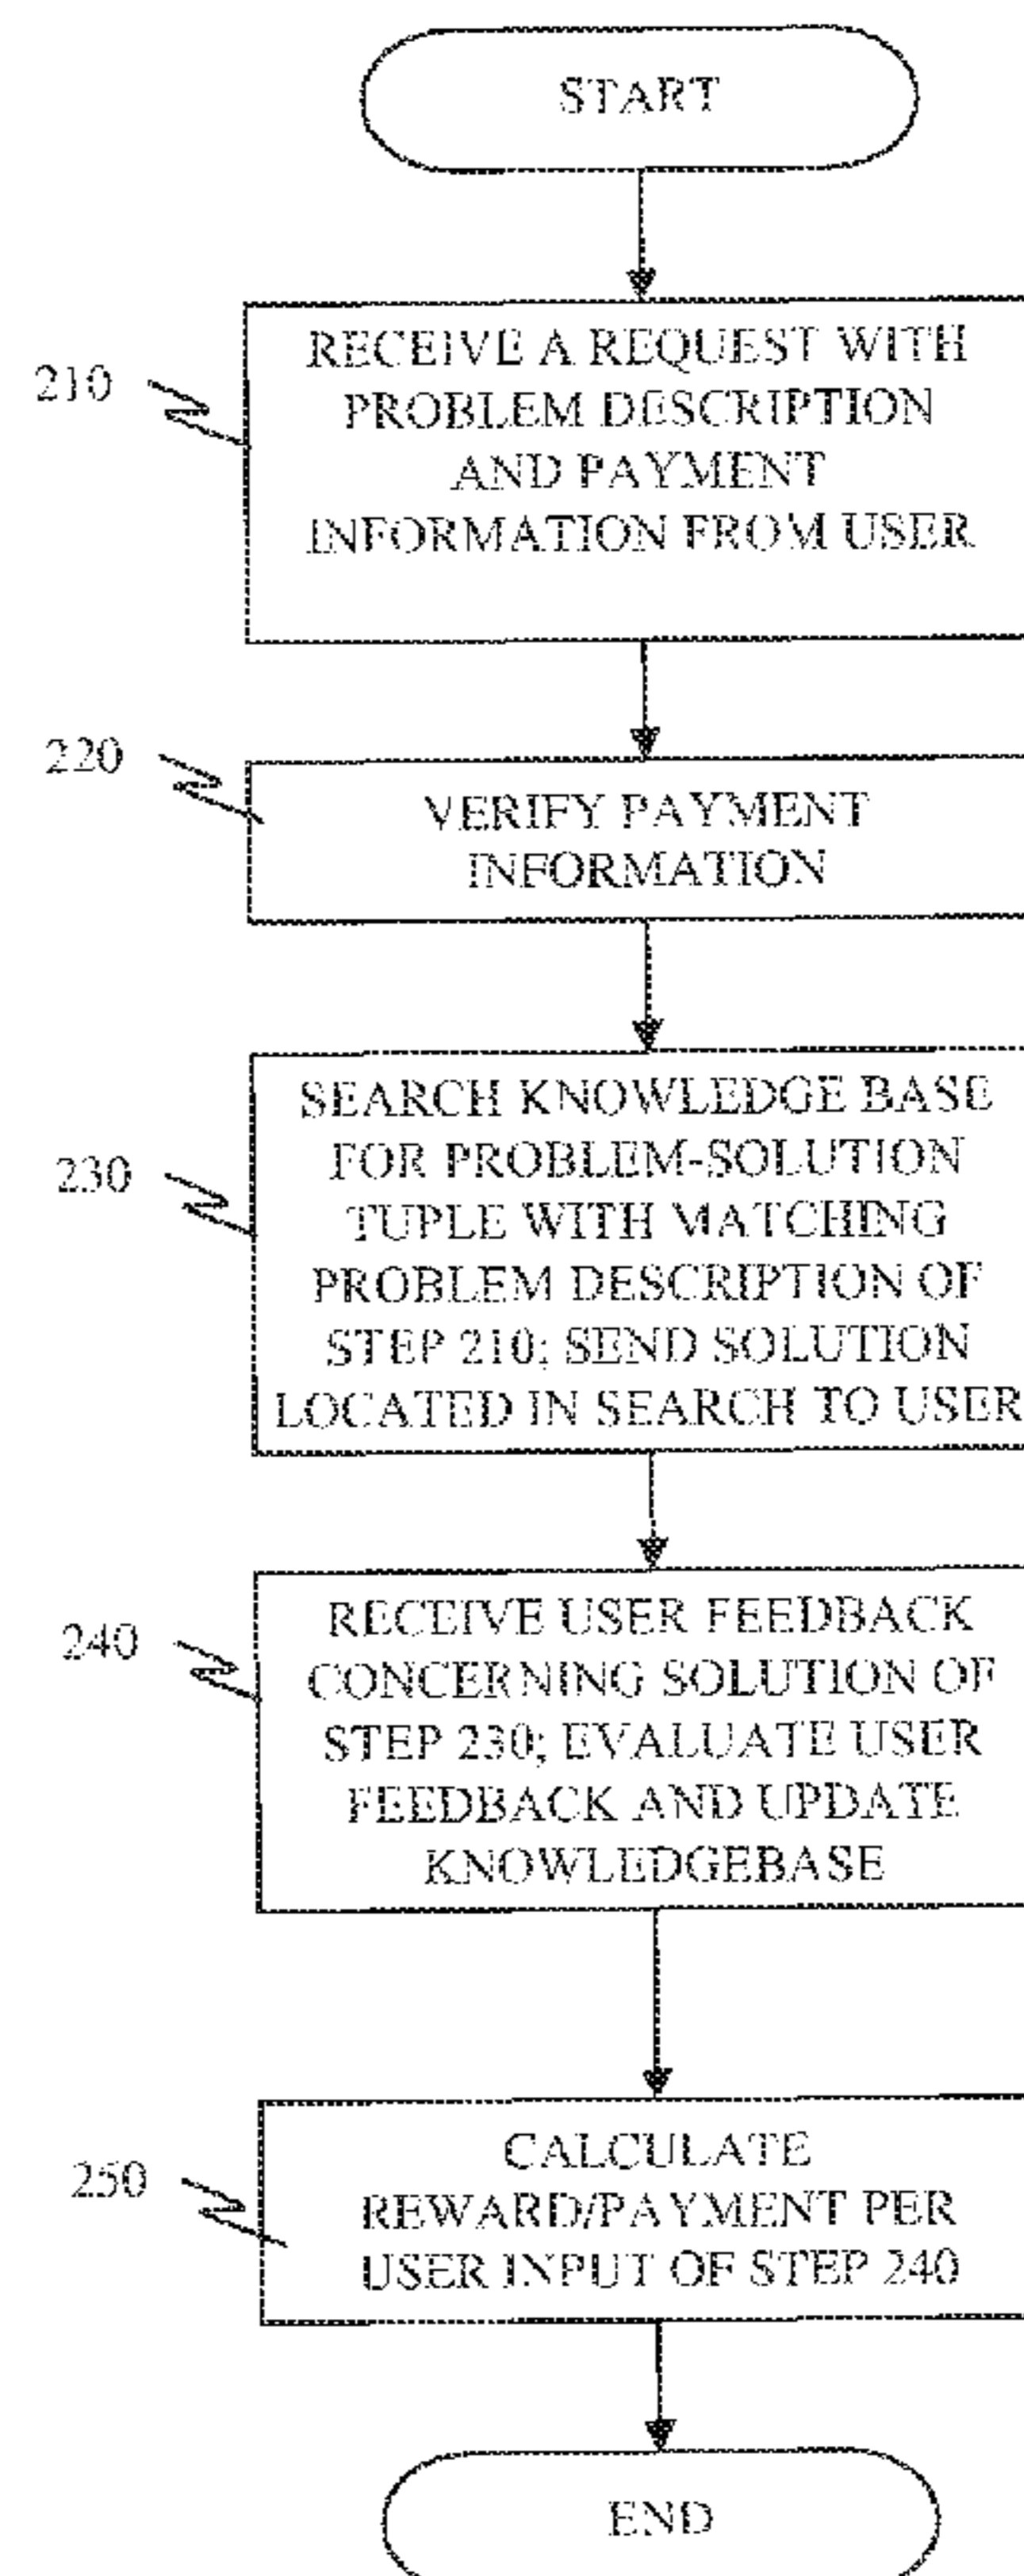 START
210
RECEIVE A REQUEST WITH
PROBLEM DESCRIPTION
AND PAYMENT
INFORMATION FROM USER
220
VERIFY PAYMENT
INFORMATION
230
SEARCH KNOWLEDGE BASE
FOR PROBLEM-SOLUTION
TUPLE WITH MATCHING
PROBLEM DESCRIPTION OF
STEP 210; SEND SOLUTION
LOCATED IN SEARCH TO USER
240
RECEIVE USER FEEDBACK
CONCERNING SOLUTION OF
STEP 230; EVALUATE USER
FEEDBACK AND UPDATE
KNOWLEDGEBASE
250
CALCULATE
REWARD/PAYMENT PER
USER INPUT OF STEP 240
END